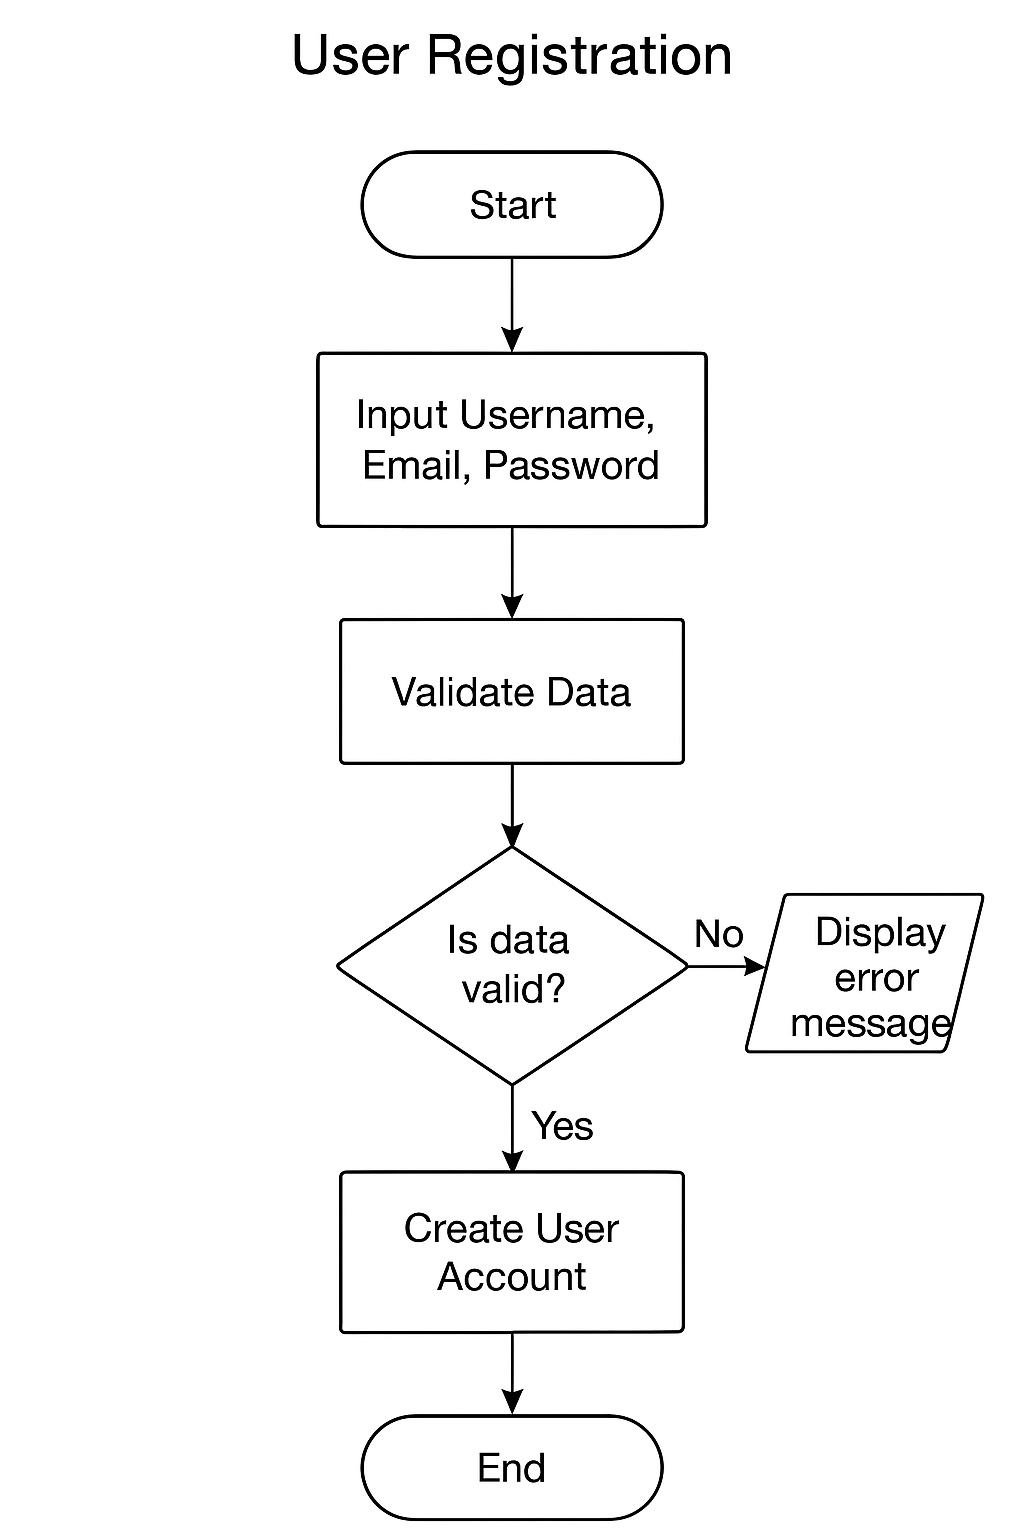 User Registration
Start
Input Username,
Email, Password
Validate Data
Is data
valid?
No
Display
error
message
Yes
Create User
Account
End